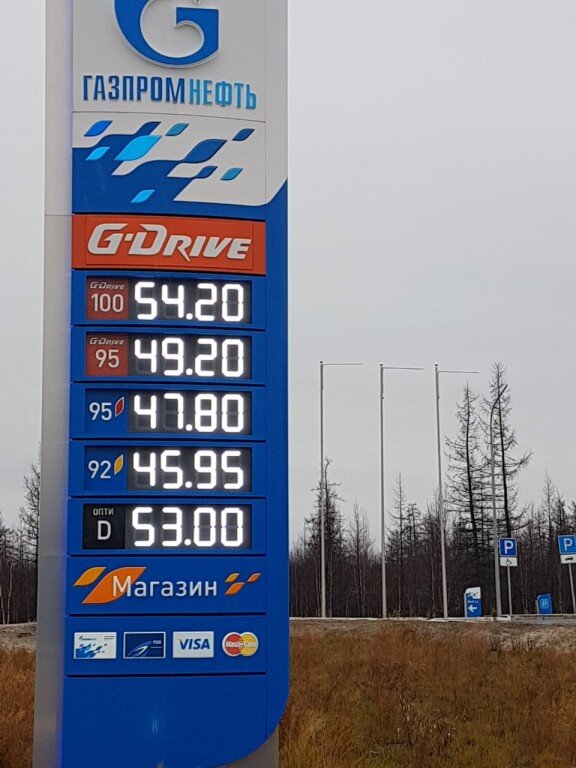 ГАЗПРОМНЕФТЬ
G-DRIVE
G-DRIVE 100 54.20
G-DRIVE 95 49.20
95 47.80
92 45.95
ОПТИ D 53.00
Магазин
VISA MasterCard
P P
P